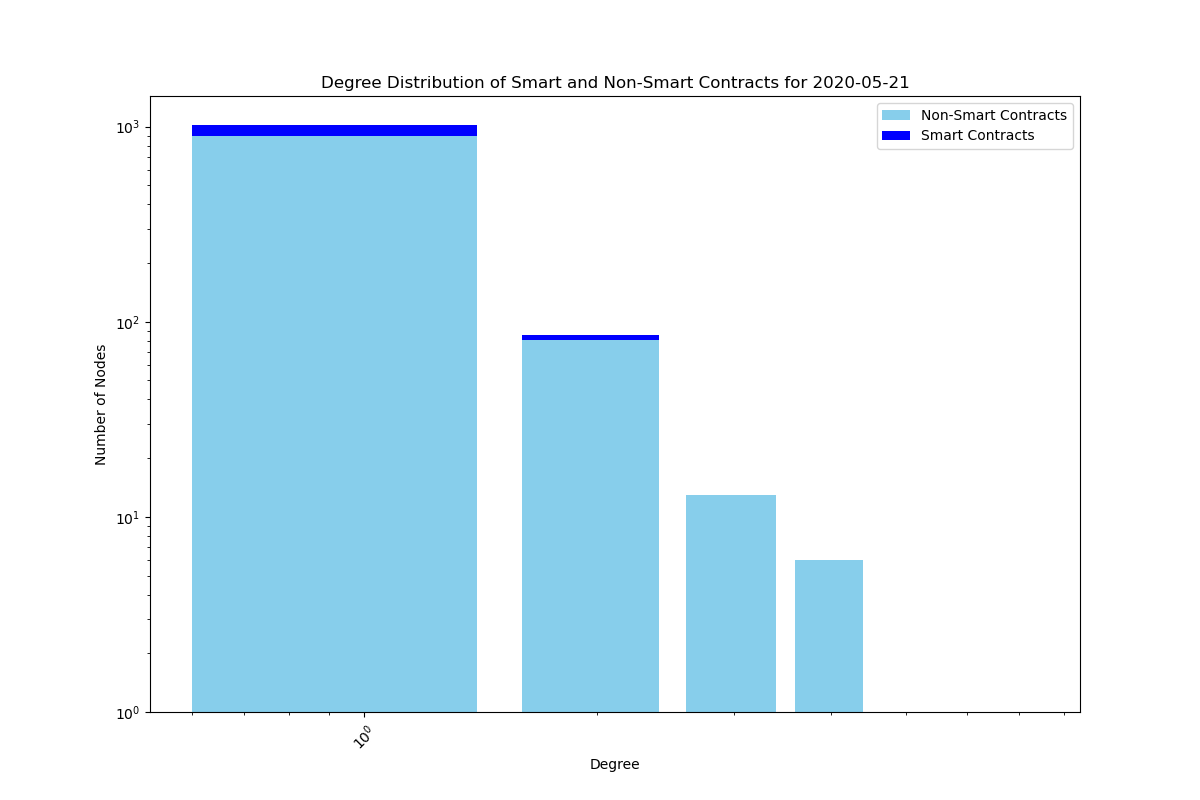 Degree Distribution of Smart and Non-Smart Contracts for 2020-05-21
Non-Smart Contracts
Smart Contracts
10³
10²
10¹
10⁰
Number of Nodes
10⁰
Degree